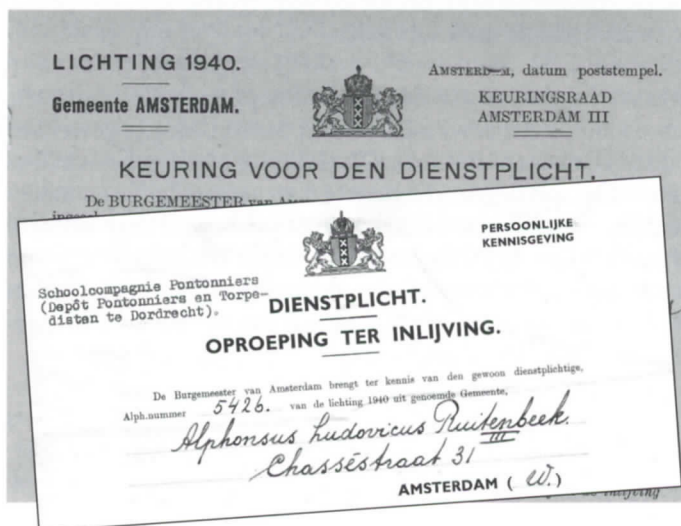 LICHTING 1940.
Gemeente AMSTERDAM.
AMSTERDAM, datum poststempel.
KEURINGSRAAD
AMSTERDAM III
KEURING VOOR DEN DIENSTPLICHT.
De BURGEMEESTER van
PERSOONLIJKE
KENNISGEVING
Schoolcompagnie Pontonniers
(Depôt Pontonniers en Torpe-
disten te Dordrecht).
DIENSTPLICHT.
OPROEPING TER INLIJVING.
De Burgemeester van Amsterdam brengt ter kennis van den gewoon dienstplichtige,
Alph.nummer 5426. van de lichting 1940 uit genoemde Gemeente,
Alphonsus Ludovicus Ruitenbeek.
III
Chasséstraat 31
AMSTERDAM (W.)
inlijving